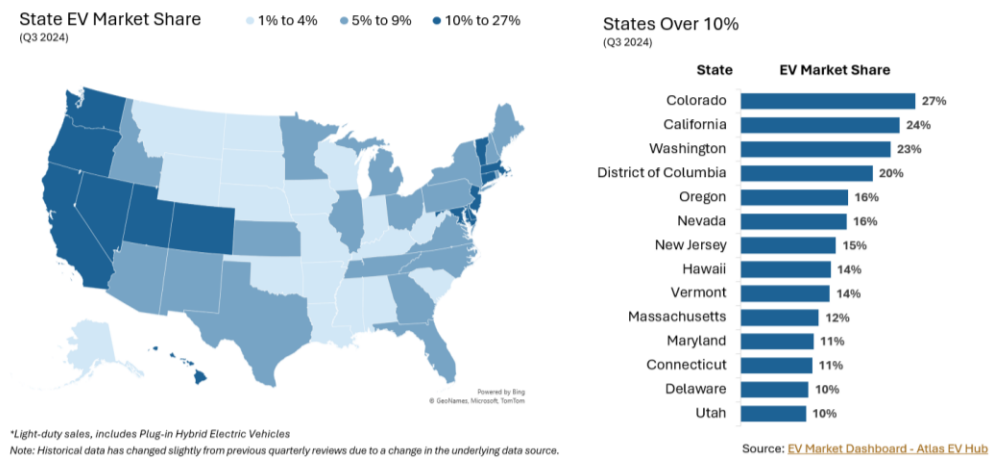 State EV Market Share
(Q3 2024)
1% to 4%
5% to 9%
10% to 27%
Powered by Bing
© GeoNames, Microsoft, TomTom
*Light-duty sales, includes Plug-in Hybrid Electric Vehicles
Note: Historical data has changed slightly from previous quarterly reviews due to a change in the underlying data source.
States Over 10%
(Q3 2024)
State EV Market Share
Colorado 27%
California 24%
Washington 23%
District of Columbia 20%
Oregon 16%
Nevada 16%
New Jersey 15%
Hawaii 14%
Vermont 14%
Massachusetts 12%
Maryland 11%
Connecticut 11%
Delaware 10%
Utah 10%
Source: EV Market Dashboard - Atlas EV Hub